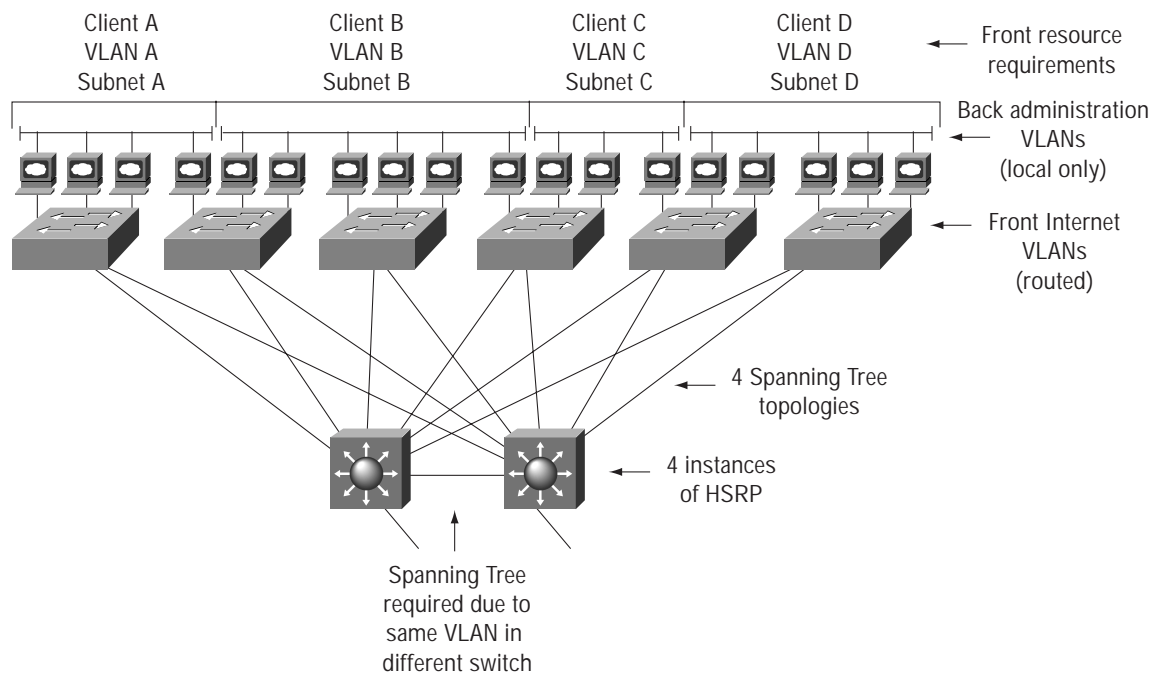 Client A
VLAN A
Subnet A
Client B
VLAN B
Subnet B
Client C
VLAN C
Subnet C
Client D
VLAN D
Subnet D
Front resource
requirements
Back administration
VLANs
(local only)
Front Internet
VLANs
(routed)
4 Spanning Tree
topologies
4 instances
of HSRP
Spanning Tree
required due to
same VLAN in
different switch